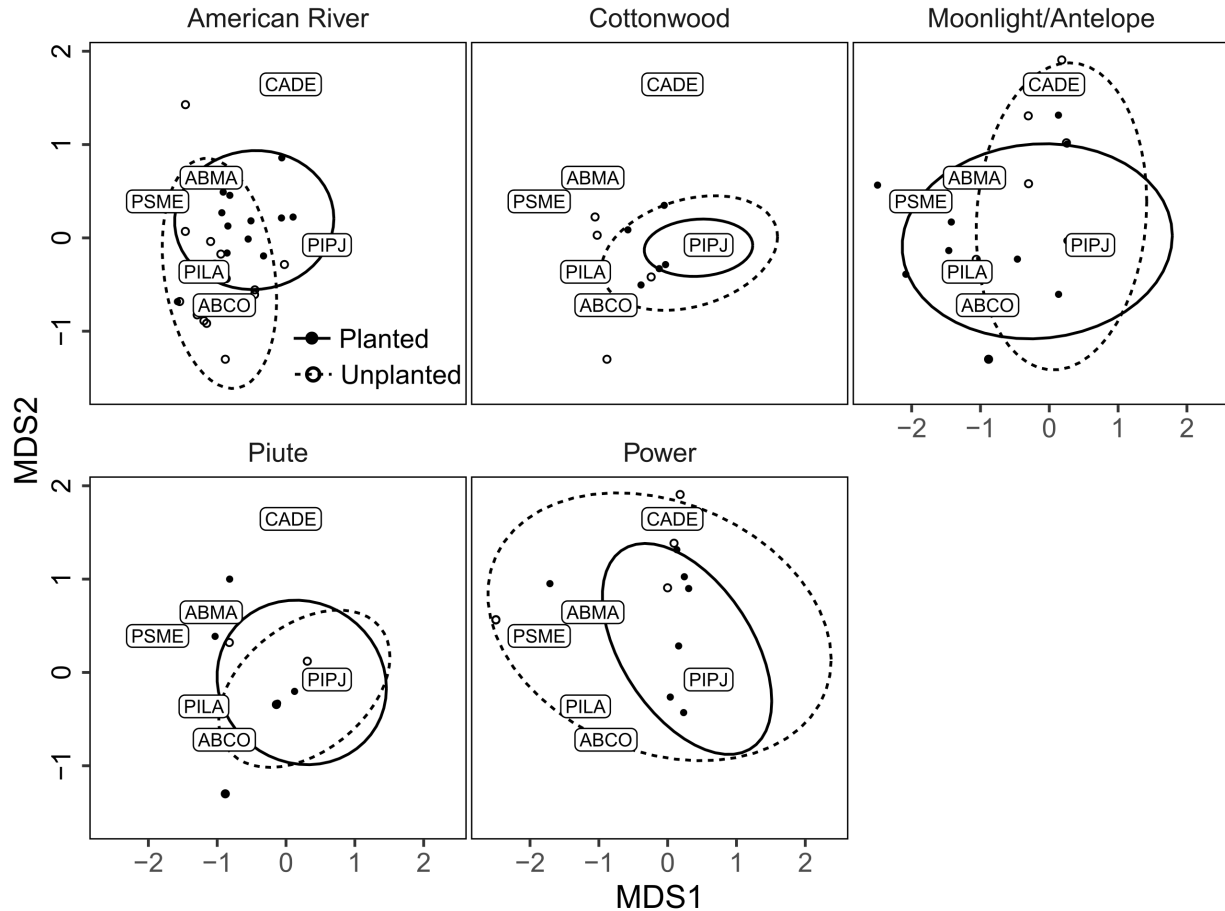 American River
Cottonwood
Moonlight/Antelope
2
1
0
−1
CADE
ABMA
PSME
PIPJ
PILA
ABCO
Planted
Unplanted
CADE
ABMA
PSME
PIPJ
PILA
ABCO
CADE
ABMA
PSME
PIPJ
PILA
ABCO
−2 −1 0 1 2
MDS2
Piute
Power
2
1
0
−1
CADE
ABMA
PSME
PIPJ
PILA
ABCO
CADE
ABMA
PSME
PIPJ
PILA
ABCO
−2 −1 0 1 2
−2 −1 0 1 2
MDS1